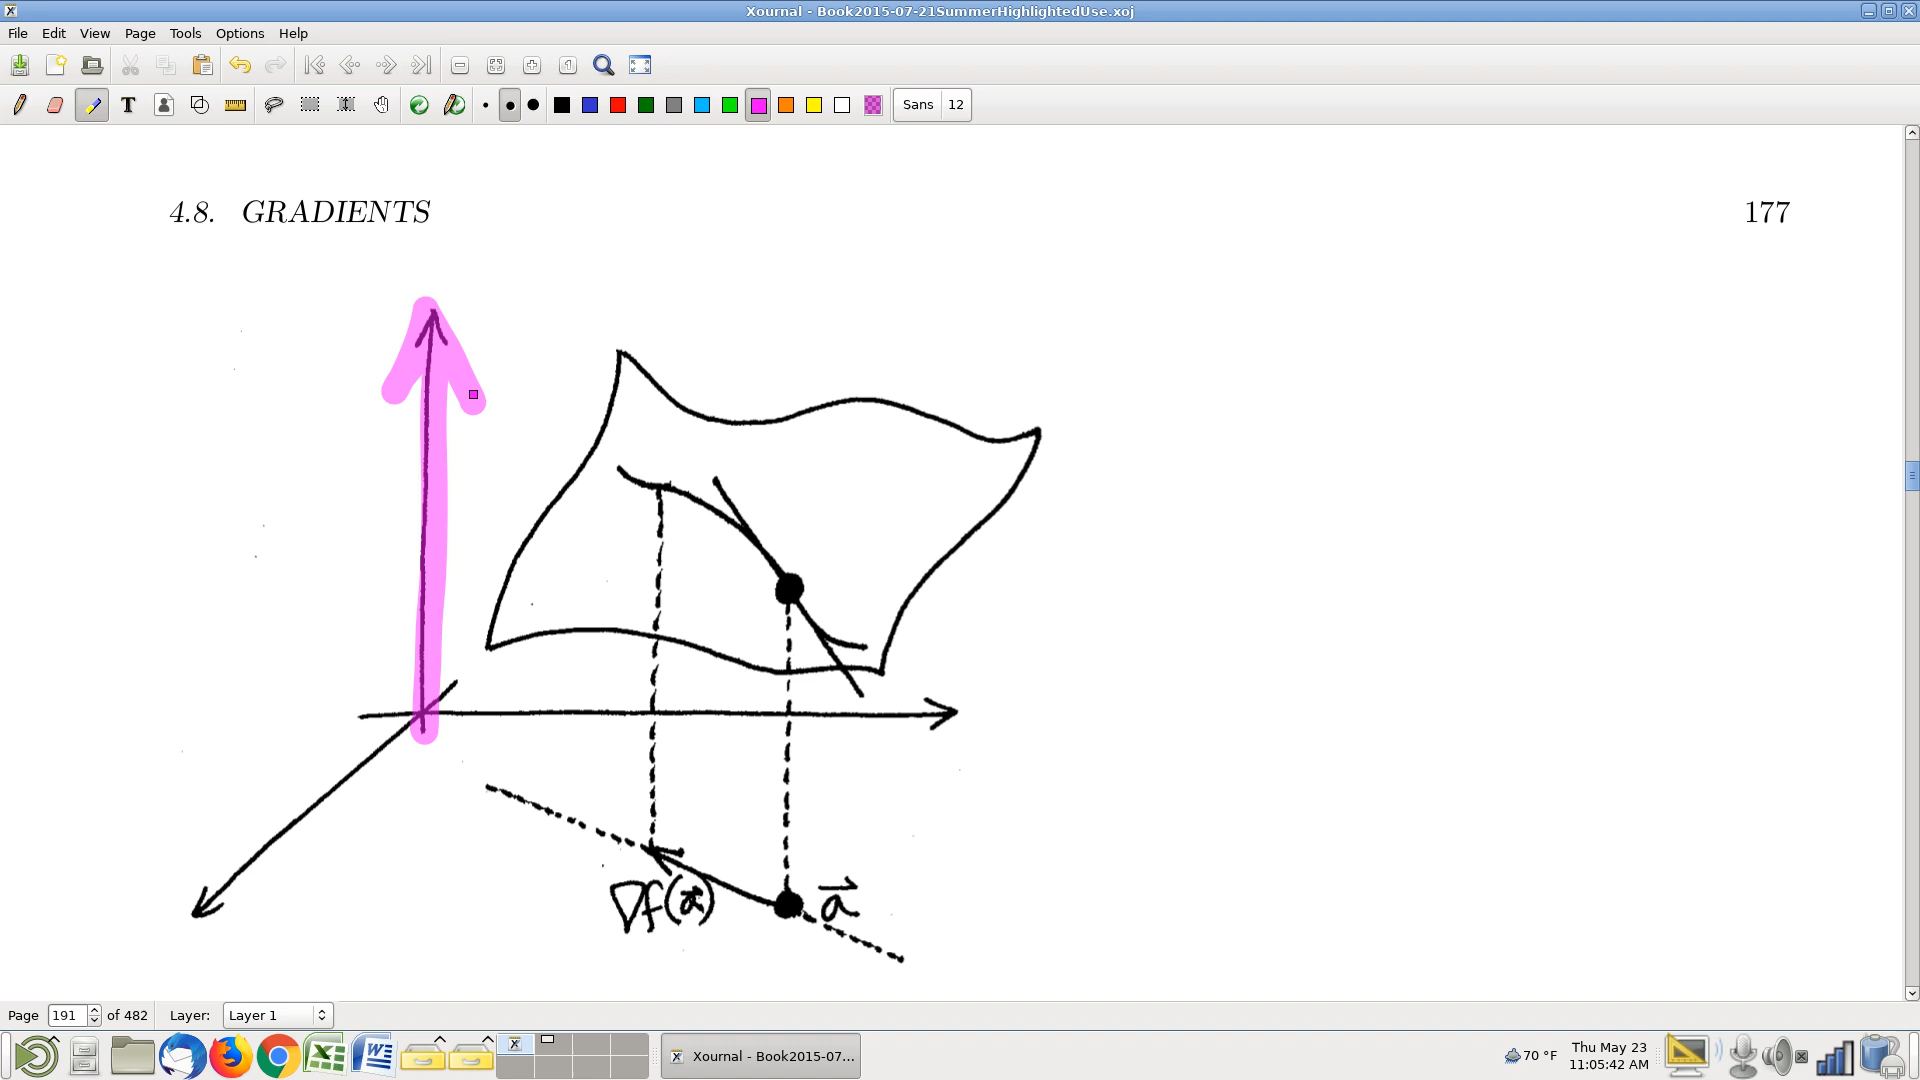 Xournal - Book2015-07-21SummerHighlightedUse.xoj
File Edit View Page Tools Options Help
Sans 12
4.8. GRADIENTS 177
∇f(a⃗) a⃗
Page 191 of 482 Layer: Layer 1
Xournal - Book2015-07...
70 °F
Thu May 23
11:05:42 AM